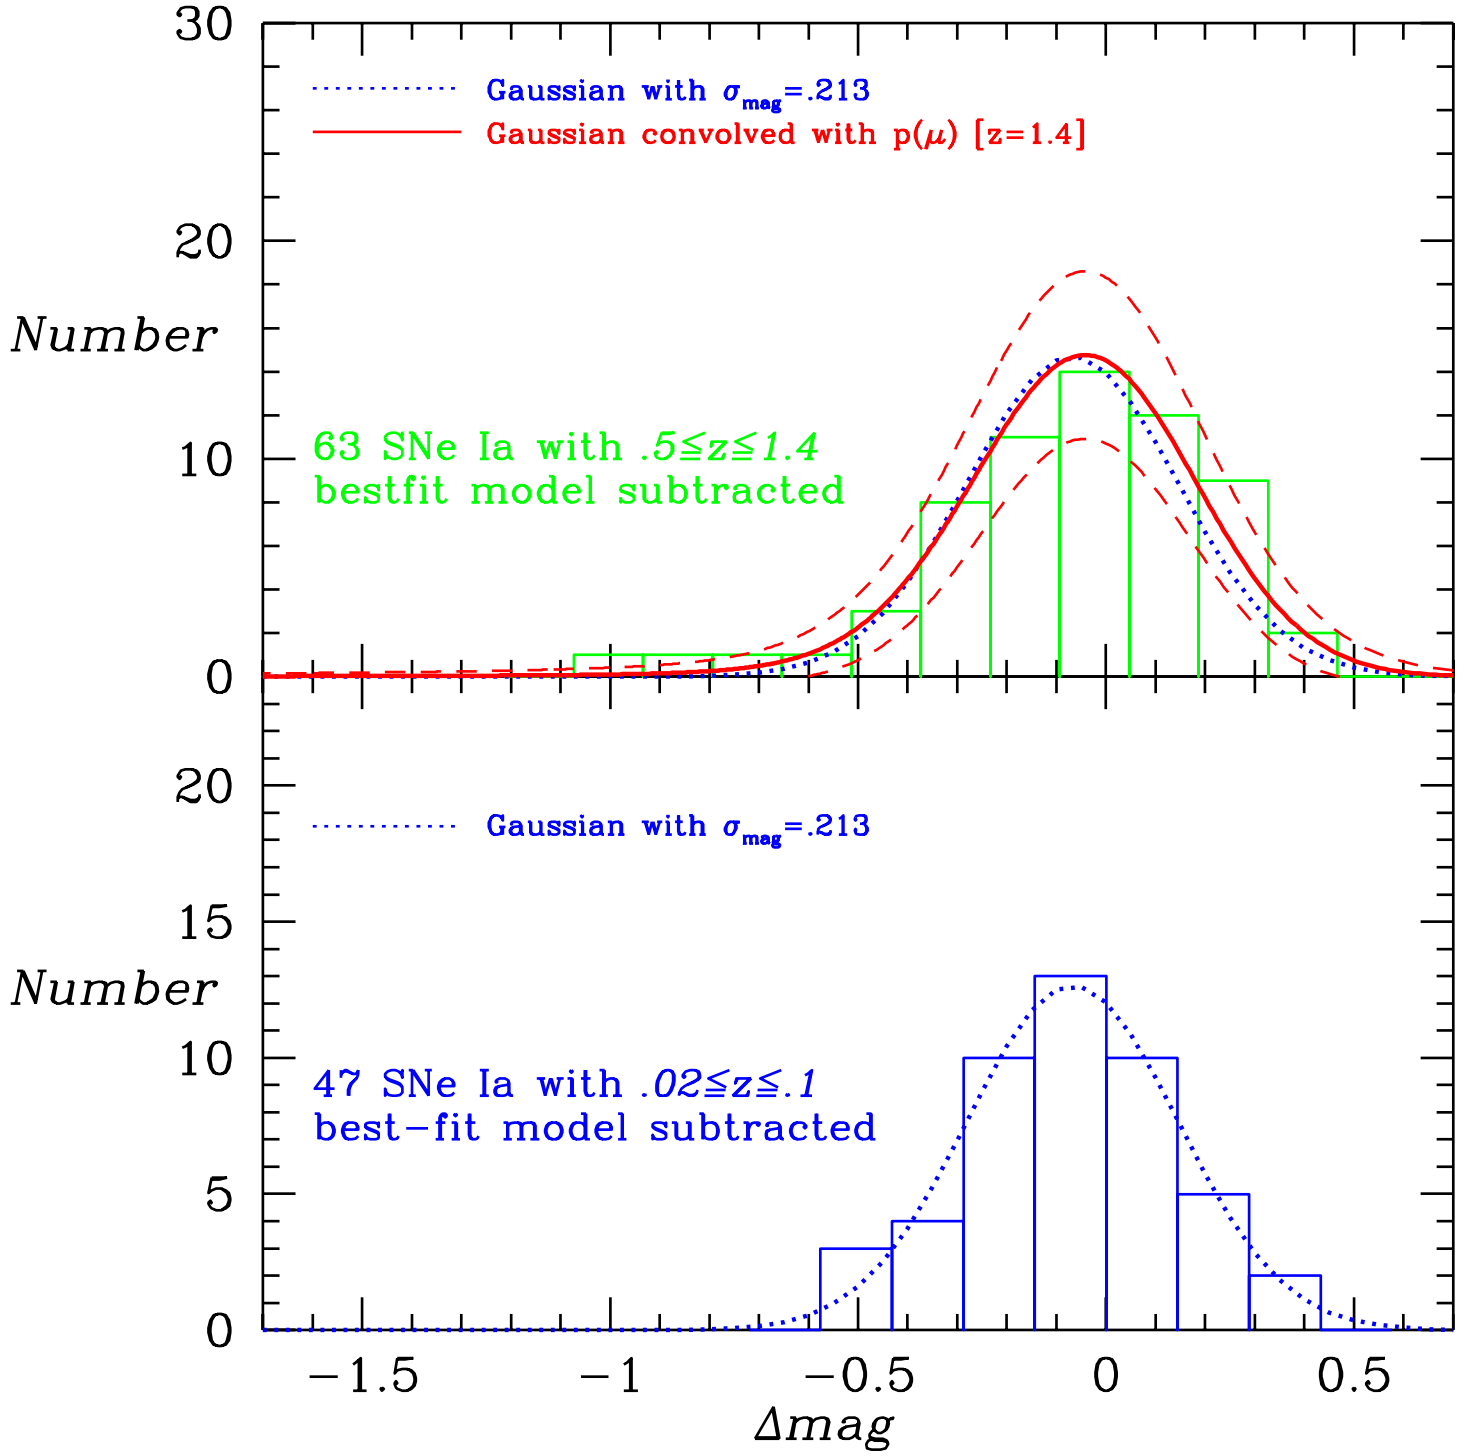 30
Gaussian with σmag=.213
Gaussian convolved with p(μ) [z=1.4]
20
Number
63 SNe Ia with .5≦z≦1.4
10
bestfit model subtracted
0
20
Gaussian with σmag=.213
15
Number
10
47 SNe Ia with .02≦z≦.1
best-fit model subtracted
5
0
-1.5 -1 -0.5 0 0.5
Δmag